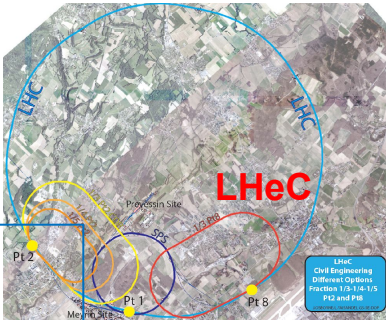 LHC
LHC
LHeC
Prevessin Site
1/3 Pt8
SPS
Pt 2
Pt 1
Pt 8
Meyrin Site
LHeC
Civil Engineering
Different Options
Fraction 1/3-1/4-1/5
Pt2 and Pt8